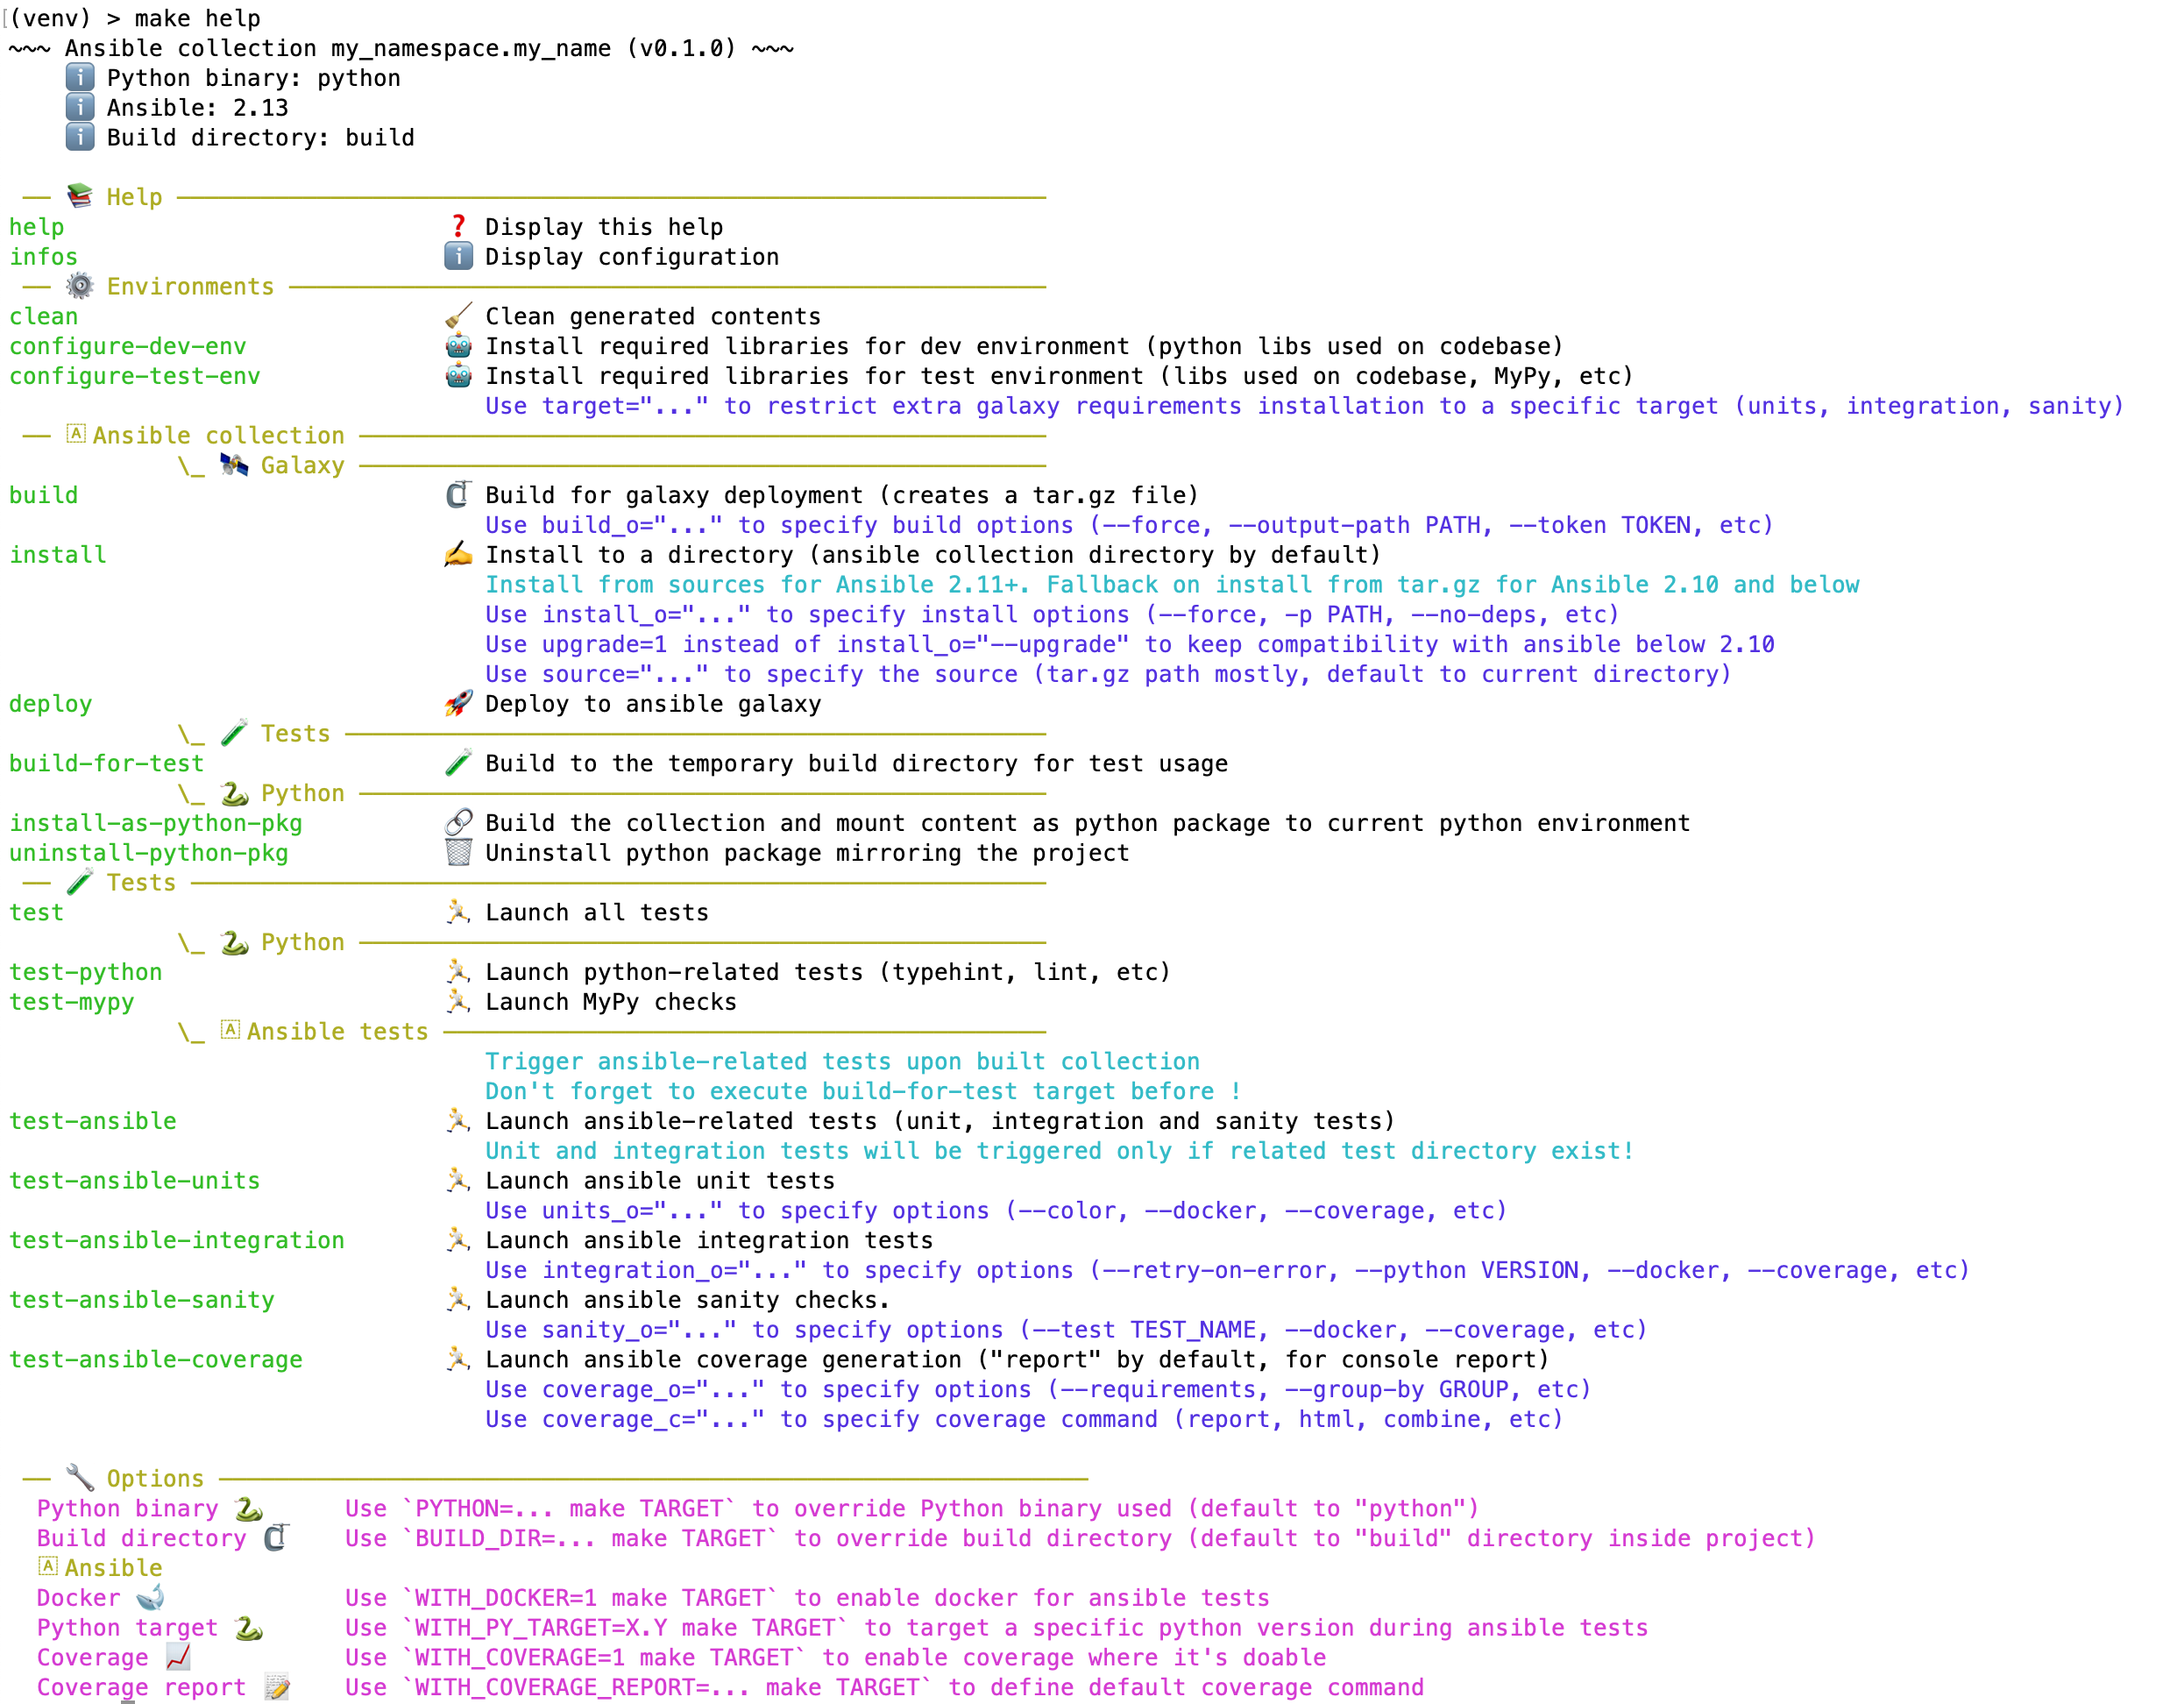 (venv) > make help
~~~ Ansible collection my_namespace.my_name (v0.1.0) ~~~
ℹ️ Python binary: python
ℹ️ Ansible: 2.13
ℹ️ Build directory: build
—— 📚 Help ——————————
help ❓ Display this help
infos ℹ️ Display configuration
—— ⚙️ Environments ——————————
clean 🧹 Clean generated contents
configure-dev-env 🤖 Install required libraries for dev environment (python libs used on codebase)
configure-test-env 🤖 Install required libraries for test environment (libs used on codebase, MyPy, etc)
Use target="..." to restrict extra galaxy requirements installation to a specific target (units, integration, sanity)
—— 🄰 Ansible collection ——————————
\_ 🛰 Galaxy ——————————
build 🗜 Build for galaxy deployment (creates a tar.gz file)
Use build_o="..." to specify build options (--force, --output-path PATH, --token TOKEN, etc)
install ✍️ Install to a directory (ansible collection directory by default)
Install from sources for Ansible 2.11+. Fallback on install from tar.gz for Ansible 2.10 and below
Use install_o="..." to specify install options (--force, -p PATH, --no-deps, etc)
Use upgrade=1 instead of install_o="--upgrade" to keep compatibility with ansible below 2.10
Use source="..." to specify the source (tar.gz path mostly, default to current directory)
deploy 🚀 Deploy to ansible galaxy
\_ 🧪 Tests ——————————
build-for-test 🧪 Build to the temporary build directory for test usage
\_ 🐍 Python ——————————
install-as-python-pkg 🔗 Build the collection and mount content as python package to current python environment
uninstall-python-pkg 🗑 Uninstall python package mirroring the project
—— 🧪 Tests ——————————
test 🏃 Launch all tests
\_ 🐍 Python ——————————
test-python 🏃 Launch python-related tests (typehint, lint, etc)
test-mypy 🏃 Launch MyPy checks
\_ 🄰 Ansible tests ——————————
Trigger ansible-related tests upon built collection
Don't forget to execute build-for-test target before !
test-ansible 🏃 Launch ansible-related tests (unit, integration and sanity tests)
Unit and integration tests will be triggered only if related test directory exist!
test-ansible-units 🏃 Launch ansible unit tests
Use units_o="..." to specify options (--color, --docker, --coverage, etc)
test-ansible-integration 🏃 Launch ansible integration tests
Use integration_o="..." to specify options (--retry-on-error, --python VERSION, --docker, --coverage, etc)
test-ansible-sanity 🏃 Launch ansible sanity checks.
Use sanity_o="..." to specify options (--test TEST_NAME, --docker, --coverage, etc)
test-ansible-coverage 🏃 Launch ansible coverage generation ("report" by default, for console report)
Use coverage_o="..." to specify options (--requirements, --group-by GROUP, etc)
Use coverage_c="..." to specify coverage command (report, html, combine, etc)
—— 🔧 Options ——————————
Python binary 🐍 Use `PYTHON=... make TARGET` to override Python binary used (default to "python")
Build directory 🗜 Use `BUILD_DIR=... make TARGET` to override build directory (default to "build" directory inside project)
🄰 Ansible
Docker 🐳 Use `WITH_DOCKER=1 make TARGET` to enable docker for ansible tests
Python target 🐍 Use `WITH_PY_TARGET=X.Y make TARGET` to target a specific python version during ansible tests
Coverage 📈 Use `WITH_COVERAGE=1 make TARGET` to enable coverage where it's doable
Coverage report 📝 Use `WITH_COVERAGE_REPORT=... make TARGET` to define default coverage command